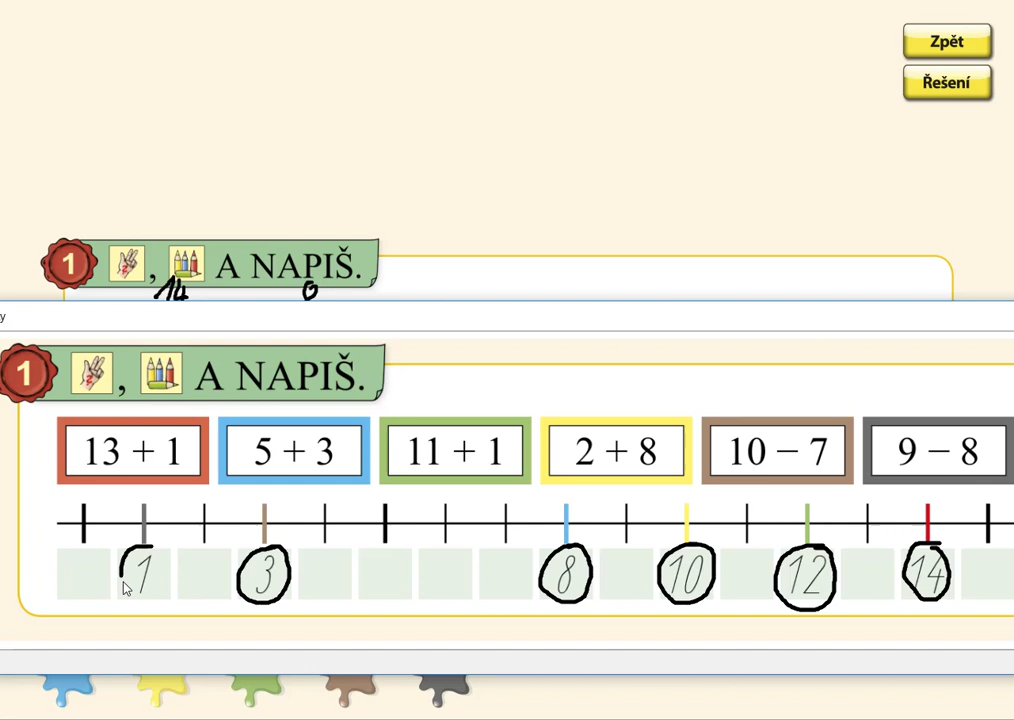 Zpět
Řešení
1 , A NAPIŠ.
14
y
1 , A NAPIŠ.
13 + 1 5 + 3 11 + 1 2 + 8 10 − 7 9 − 8
1 3 8 10 12 14